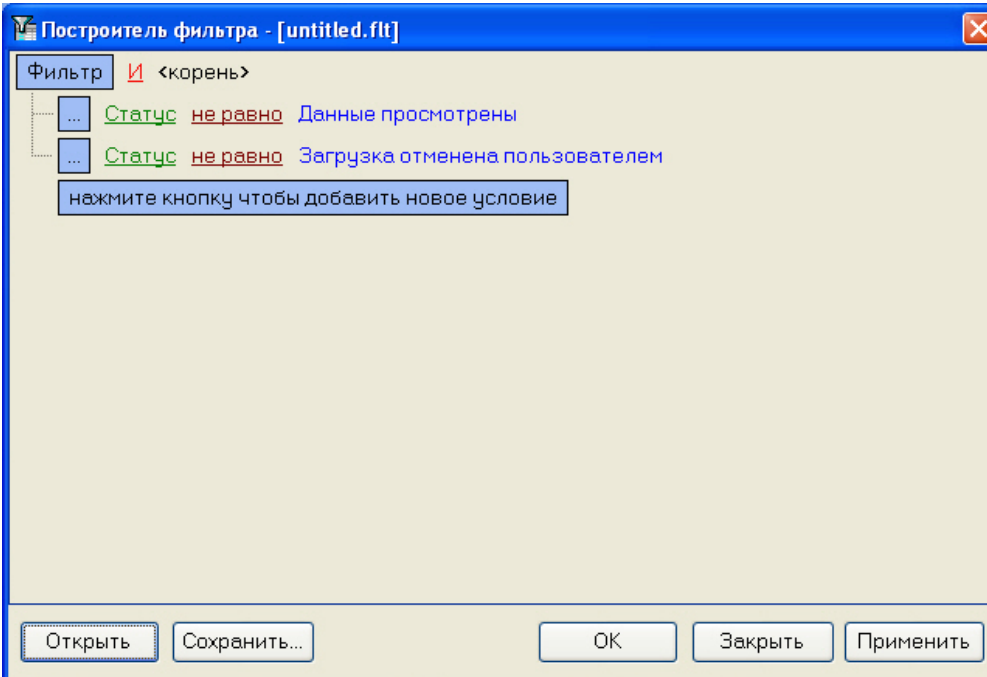 Построитель фильтра - [untitled.flt]
Фильтр И <корень>
... Статус не равно Данные просмотрены
... Статус не равно Загрузка отменена пользователем
нажмите кнопку чтобы добавить новое условие
Открыть Сохранить... ОК Закрыть Применить